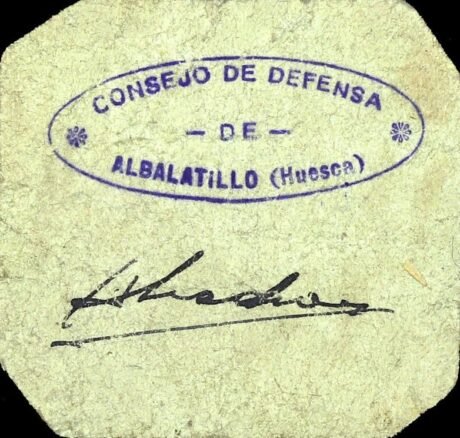 CONSEJO DE DEFENSA
— DE —
ALBALATiLLO (Huesca)